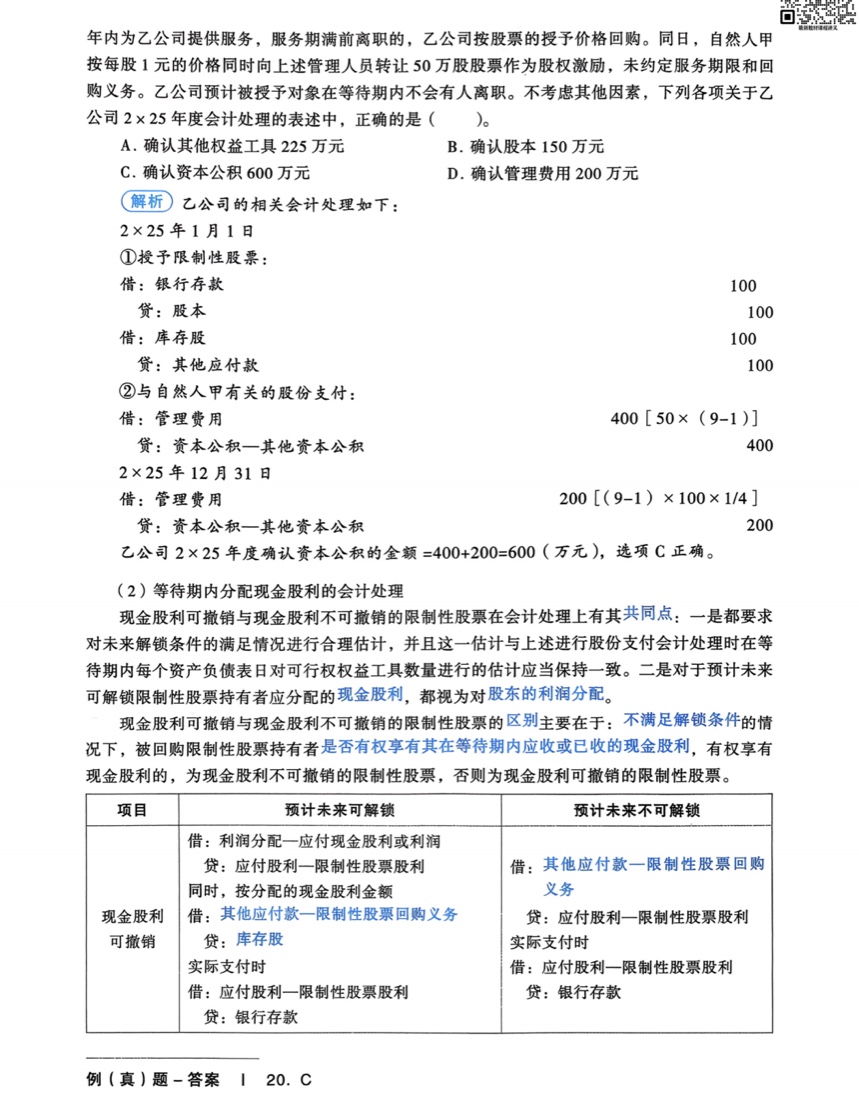 年内为乙公司提供服务，服务期满前离职的，乙公司按股票的授予价格回购。同日，自然人甲
按每股 1 元的价格同时向上述管理人员转让 50 万股股票作为股权激励，未约定服务期限和回
购义务。乙公司预计被授予对象在等待期内不会有人离职。不考虑其他因素，下列各项关于乙
公司 2×25 年度会计处理的表述中，正确的是（　　）。
A. 确认其他权益工具 225 万元　　B. 确认股本 150 万元
C. 确认资本公积 600 万元　　D. 确认管理费用 200 万元
解析 乙公司的相关会计处理如下：
2×25 年 1 月 1 日
①授予限制性股票：
借：银行存款　　100
贷：股本　　100
借：库存股　　100
贷：其他应付款　　100
②与自然人甲有关的股份支付：
借：管理费用　　400［50×（9-1）］
贷：资本公积—其他资本公积　　400
2×25 年 12 月 31 日
借：管理费用　　200［（9-1）×100×1/4］
贷：资本公积—其他资本公积　　200
乙公司 2×25 年度确认资本公积的金额 =400+200=600（万元），选项 C 正确。
（2）等待期内分配现金股利的会计处理
现金股利可撤销与现金股利不可撤销的限制性股票在会计处理上有其共同点：一是都要求
对未来解锁条件的满足情况进行合理估计，并且这一估计与上述进行股份支付会计处理时在等
待期内每个资产负债表日对可行权权益工具数量进行的估计应当保持一致。二是对于预计未来
可解锁限制性股票持有者应分配的现金股利，都视为对股东的利润分配。
现金股利可撤销与现金股利不可撤销的限制性股票的区别主要在于：不满足解锁条件的情
况下，被回购限制性股票持有者是否有权享有其在等待期内应收或已收的现金股利，有权享有
现金股利的，为现金股利不可撤销的限制性股票，否则为现金股利可撤销的限制性股票。
项目　　预计未来可解锁　　预计未来不可解锁
现金股利
可撤销
借：利润分配—应付现金股利或利润
贷：应付股利—限制性股票股利
同时，按分配的现金股利金额
借：其他应付款—限制性股票回购义务
贷：库存股
实际支付时
借：应付股利—限制性股票股利
贷：银行存款
借：其他应付款—限制性股票回购
义务
贷：应付股利—限制性股票股利
实际支付时
借：应付股利—限制性股票股利
贷：银行存款
例（真）题 – 答案　|　20. C